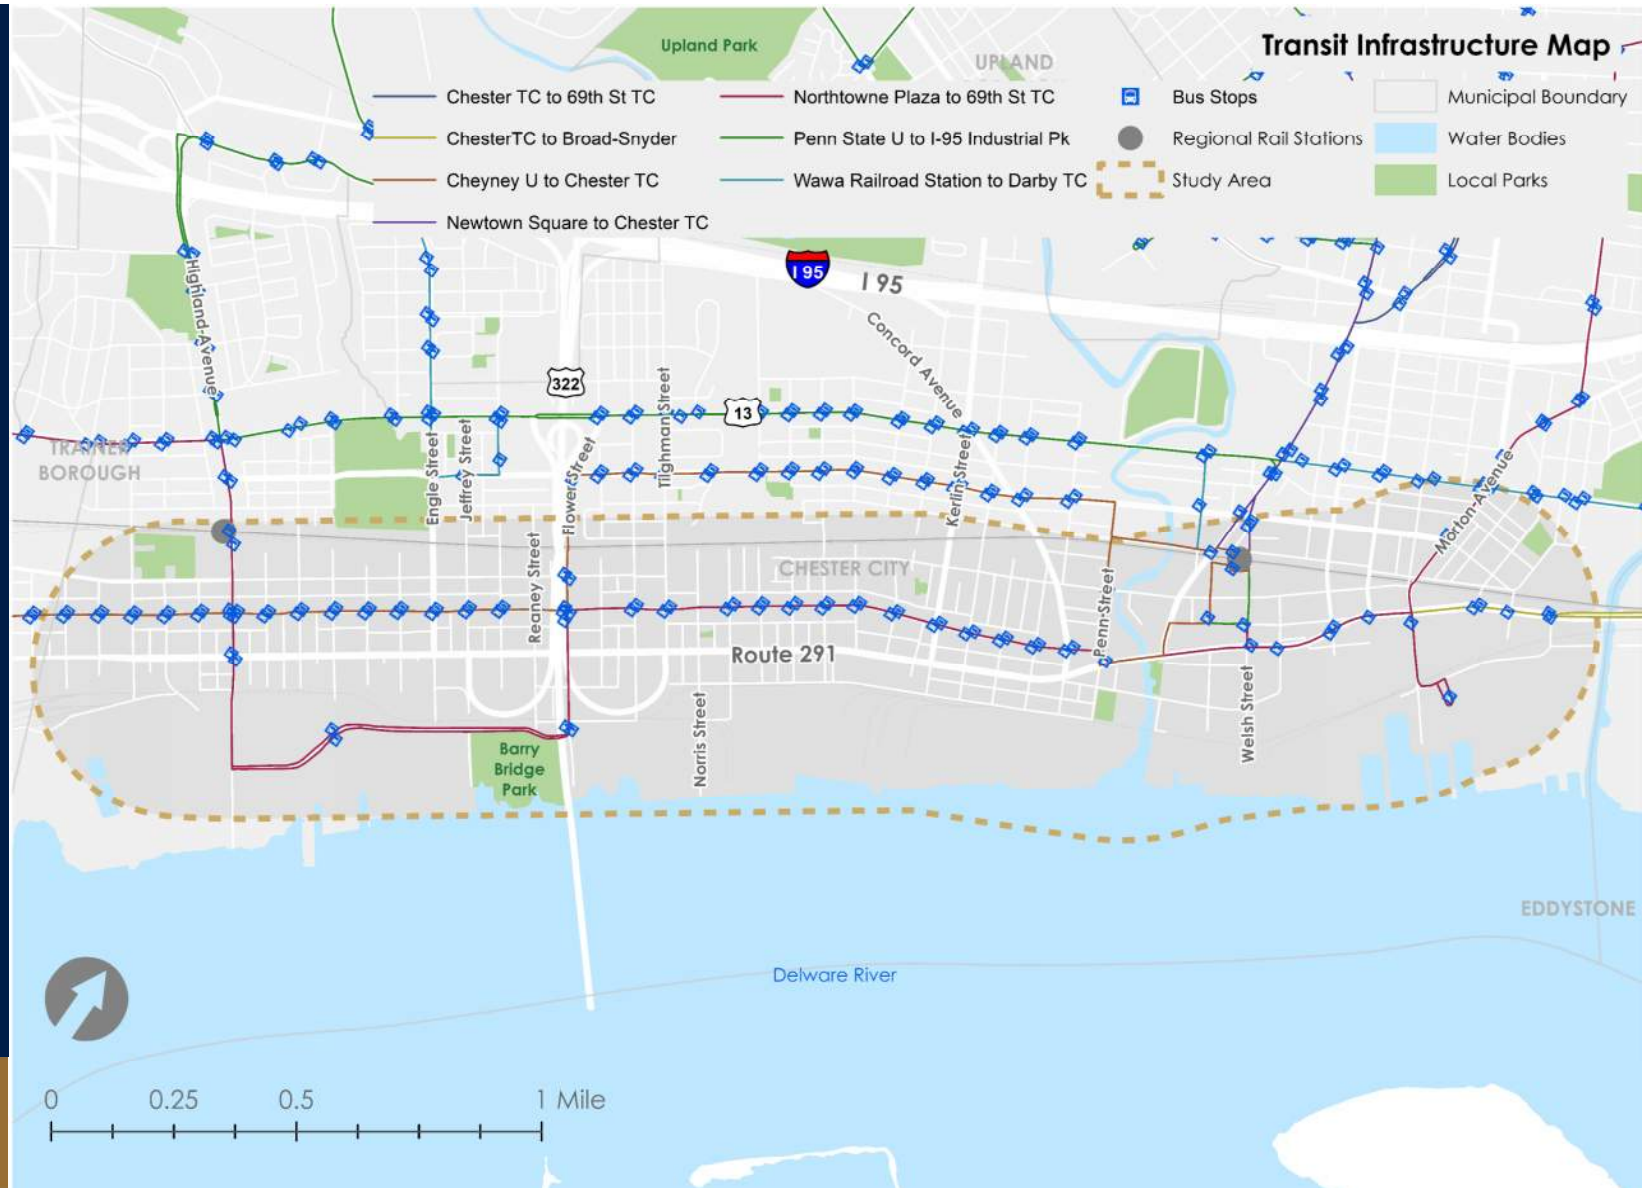 Transit Infrastructure Map
Upland Park
UPLAND
Chester TC to 69th St TC
ChesterTC to Broad-Snyder
Cheyney U to Chester TC
Newtown Square to Chester TC
Northtowne Plaza to 69th St TC
Penn State U to I-95 Industrial Pk
Wawa Railroad Station to Darby TC
Bus Stops
Regional Rail Stations
Study Area
Municipal Boundary
Water Bodies
Local Parks
I 95
I 95
Highland Avenue
Concord Avenue
322
13
Tilghman Street
TRAINER
BOROUGH
Engle Street
Jeffrey Street
Flower Street
Kerlin Street
Morton Avenue
Reaney Street
CHESTER CITY
Penn Street
Route 291
Welsh Street
Norris Street
Barry
Bridge
Park
EDDYSTONE
Delware River
0 0.25 0.5 1 Mile